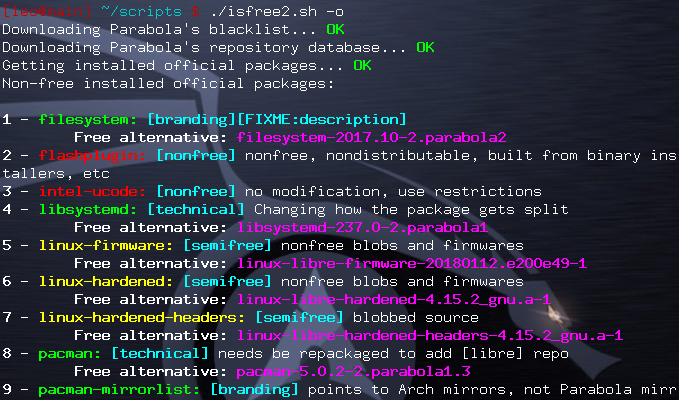 ~/scripts :: ./isfree2.sh -o
Downloading Parabola's blacklist... OK
Downloading Parabola's repository database... OK
Getting installed official packages... OK
Non-free installed official packages:
1 - filesystem: [branding][FIXME:description]
Free alternative: filesystem-2017.10-2.parabola2
2 - flashplugin: [nonfree] nonfree, nondistributable, built from binary ins
tallers, etc
3 - intel-ucode: [nonfree] no modification, use restrictions
4 - libsystemd: [technical] Changing how the package gets split
Free alternative: libsystemd-237.0-2.parabola1
5 - linux-firmware: [semifree] nonfree blobs and firmwares
Free alternative: linux-libre-firmware-20180112.e200e49-1
6 - linux-hardened: [semifree] nonfree blobs and firmwares
Free alternative: linux-libre-hardened-4.15.2_gnu.a-1
7 - linux-hardened-headers: [semifree] blobbed source
Free alternative: linux-libre-hardened-headers-4.15.2_gnu.a-1
8 - pacman: [technical] needs be repackaged to add [libre] repo
Free alternative: pacman-5.0.2-2.parabola1.3
9 - pacman-mirrorlist: [branding] points to Arch mirrors, not Parabola mirr